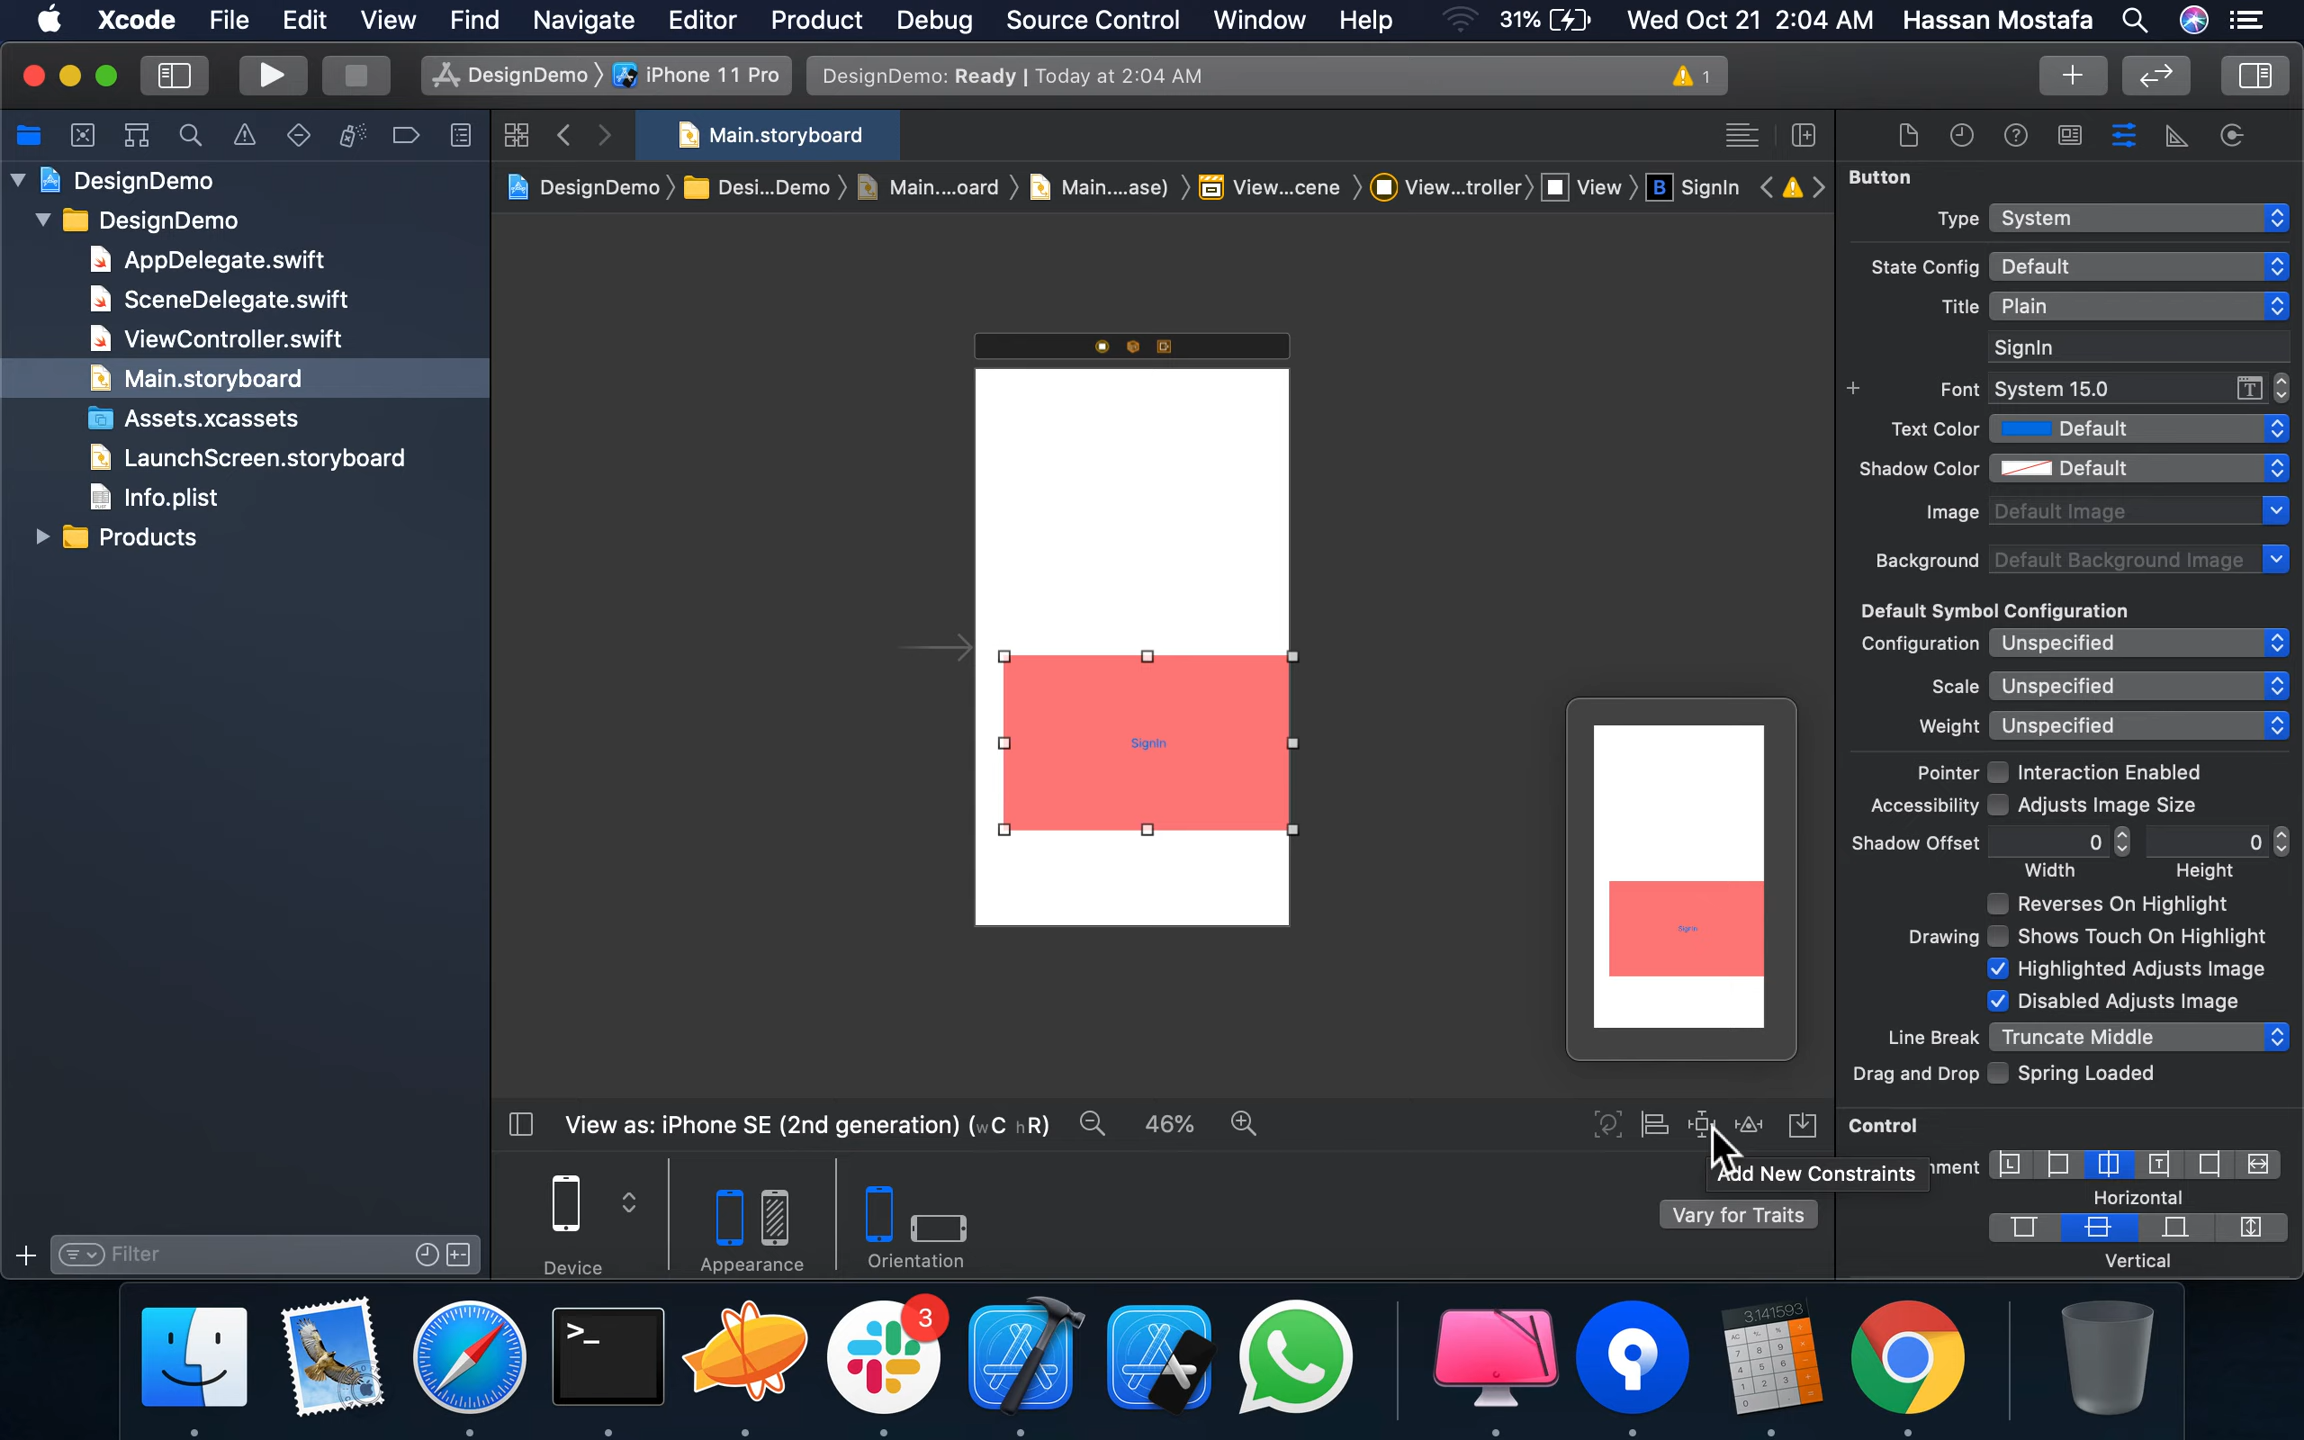 Xcode File Edit View Find Navigate Editor Product Debug Source Control Window Help 31% Wed Oct 21 2:04 AM Hassan Mostafa
DesignDemo iPhone 11 Pro DesignDemo: Ready | Today at 2:04 AM 1
Main.storyboard
DesignDemo Desi...Demo Main....oard Main....ase) View...cene View...troller View B SignIn
DesignDemo
DesignDemo
AppDelegate.swift
SceneDelegate.swift
ViewController.swift
Main.storyboard
Assets.xcassets
LaunchScreen.storyboard
Info.plist
Products
Filter
SignIn
SignIn
View as: iPhone SE (2nd generation) (wC hR) 46%
Add New Constraints
Device
Appearance
Orientation
Vary for Traits
Button
Type System
State Config Default
Title Plain
SignIn
Font System 15.0 T
Text Color Default
Shadow Color Default
Image Default Image
Background Default Background Image
Default Symbol Configuration
Configuration Unspecified
Scale Unspecified
Weight Unspecified
Pointer Interaction Enabled
Accessibility Adjusts Image Size
Shadow Offset 0 0
Width Height
Reverses On Highlight
Drawing Shows Touch On Highlight
Highlighted Adjusts Image
Disabled Adjusts Image
Line Break Truncate Middle
Drag and Drop Spring Loaded
Control
nment L T
Horizontal
Vertical
>_
3
3.141593